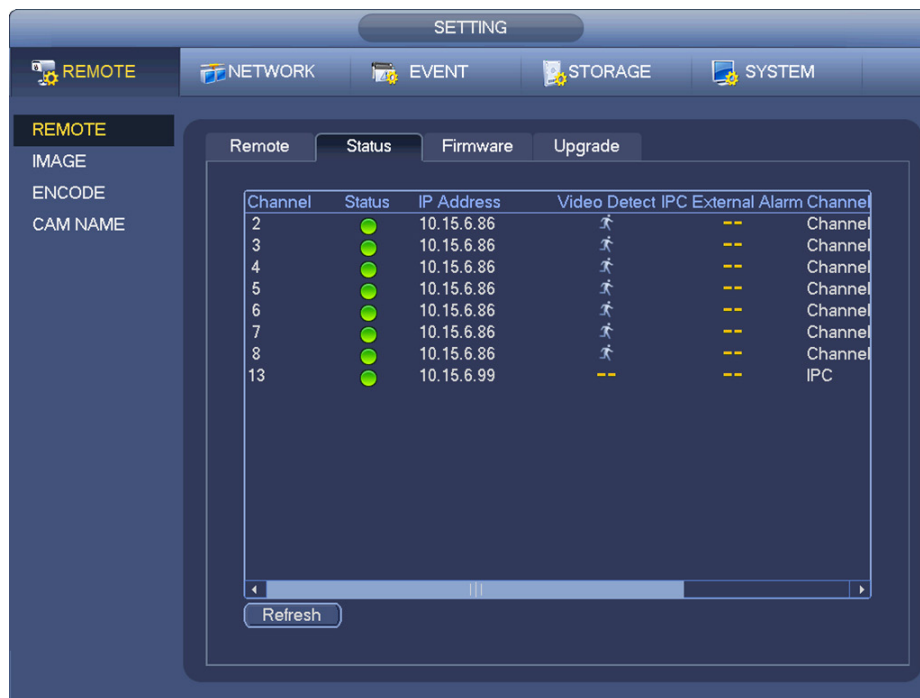 SETTING
REMOTE NETWORK EVENT STORAGE SYSTEM
REMOTE
IMAGE
ENCODE
CAM NAME
Remote Status Firmware Upgrade
Channel Status IP Address Video Detect IPC External Alarm Channel
2 10.15.6.86 -- Channel
3 10.15.6.86 -- Channel
4 10.15.6.86 -- Channel
5 10.15.6.86 -- Channel
6 10.15.6.86 -- Channel
7 10.15.6.86 -- Channel
8 10.15.6.86 -- Channel
13 10.15.6.99 -- -- IPC
Refresh